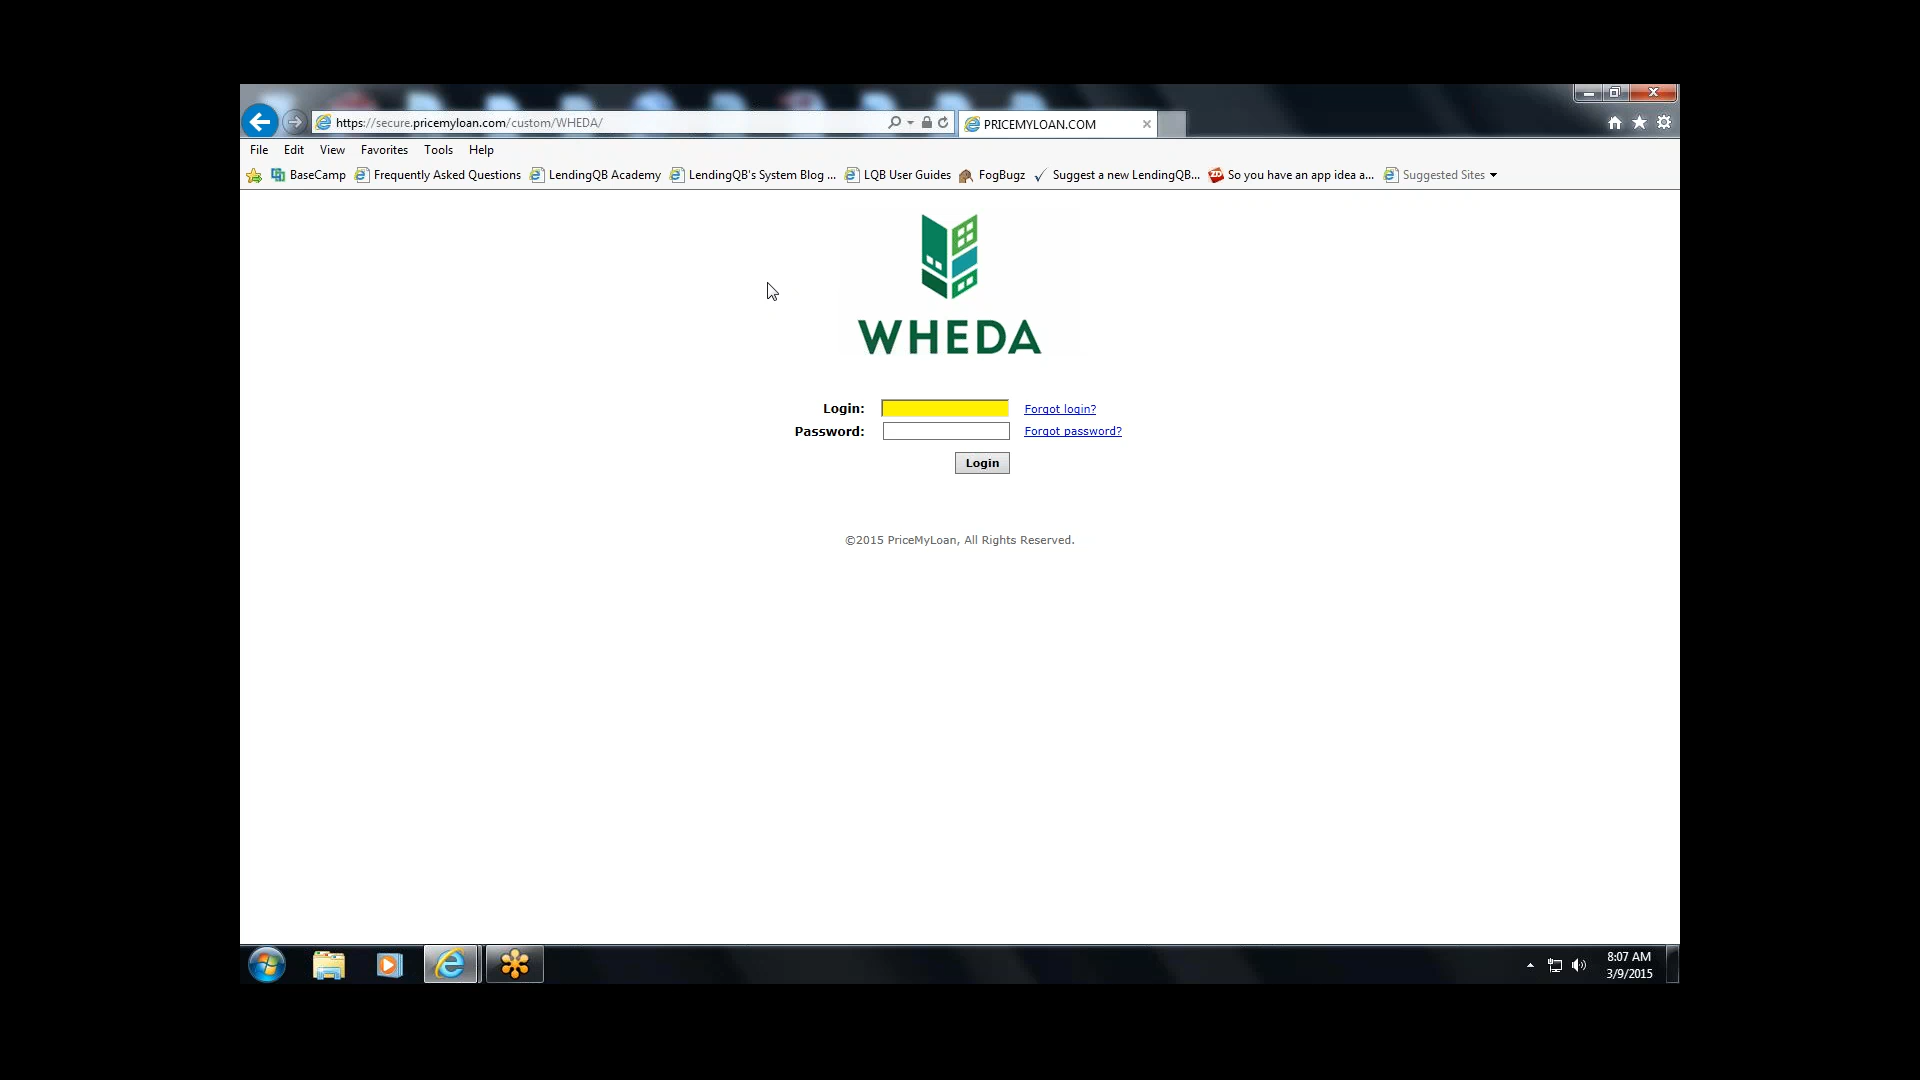 https://secure.pricemyloan.com/custom/WHEDA/ PRICEMYLOAN.COM
File Edit View Favorites Tools Help
BaseCamp Frequently Asked Questions LendingQB Academy LendingQB's System Blog ... LQB User Guides FogBugz Suggest a new LendingQB... So you have an app idea a... Suggested Sites
WHEDA
Login: Forgot login?
Password: Forgot password?
Login
©2015 PriceMyLoan, All Rights Reserved.
8:07 AM
3/9/2015